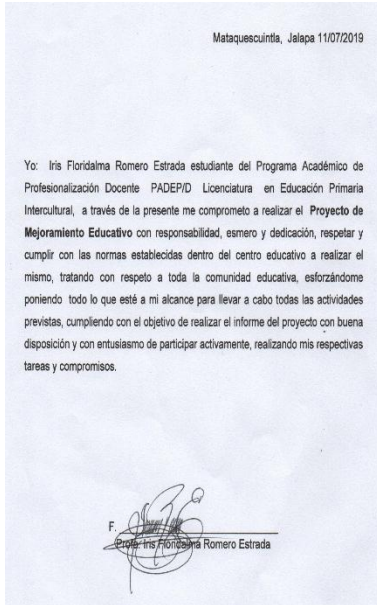 Mataquescuintla, Jalapa 11/07/2019
Yo: Iris Floridalma Romero Estrada estudiante del Programa Académico de
Profesionalización Docente PADEP/D Licenciatura en Educación Primaria
Intercultural, a través de la presente me comprometo a realizar el Proyecto de
Mejoramiento Educativo con responsabilidad, esmero y dedicación, respetar y
cumplir con las normas establecidas dentro del centro educativo a realizar el
mismo, tratando con respeto a toda la comunidad educativa, esforzándome
poniendo todo lo que esté a mi alcance para llevar a cabo todas las actividades
previstas, cumpliendo con el objetivo de realizar el informe del proyecto con buena
disposición y con entusiasmo de participar activamente, realizando mis respectivas
tareas y compromisos.
F.
Profa. Iris Floridalma Romero Estrada